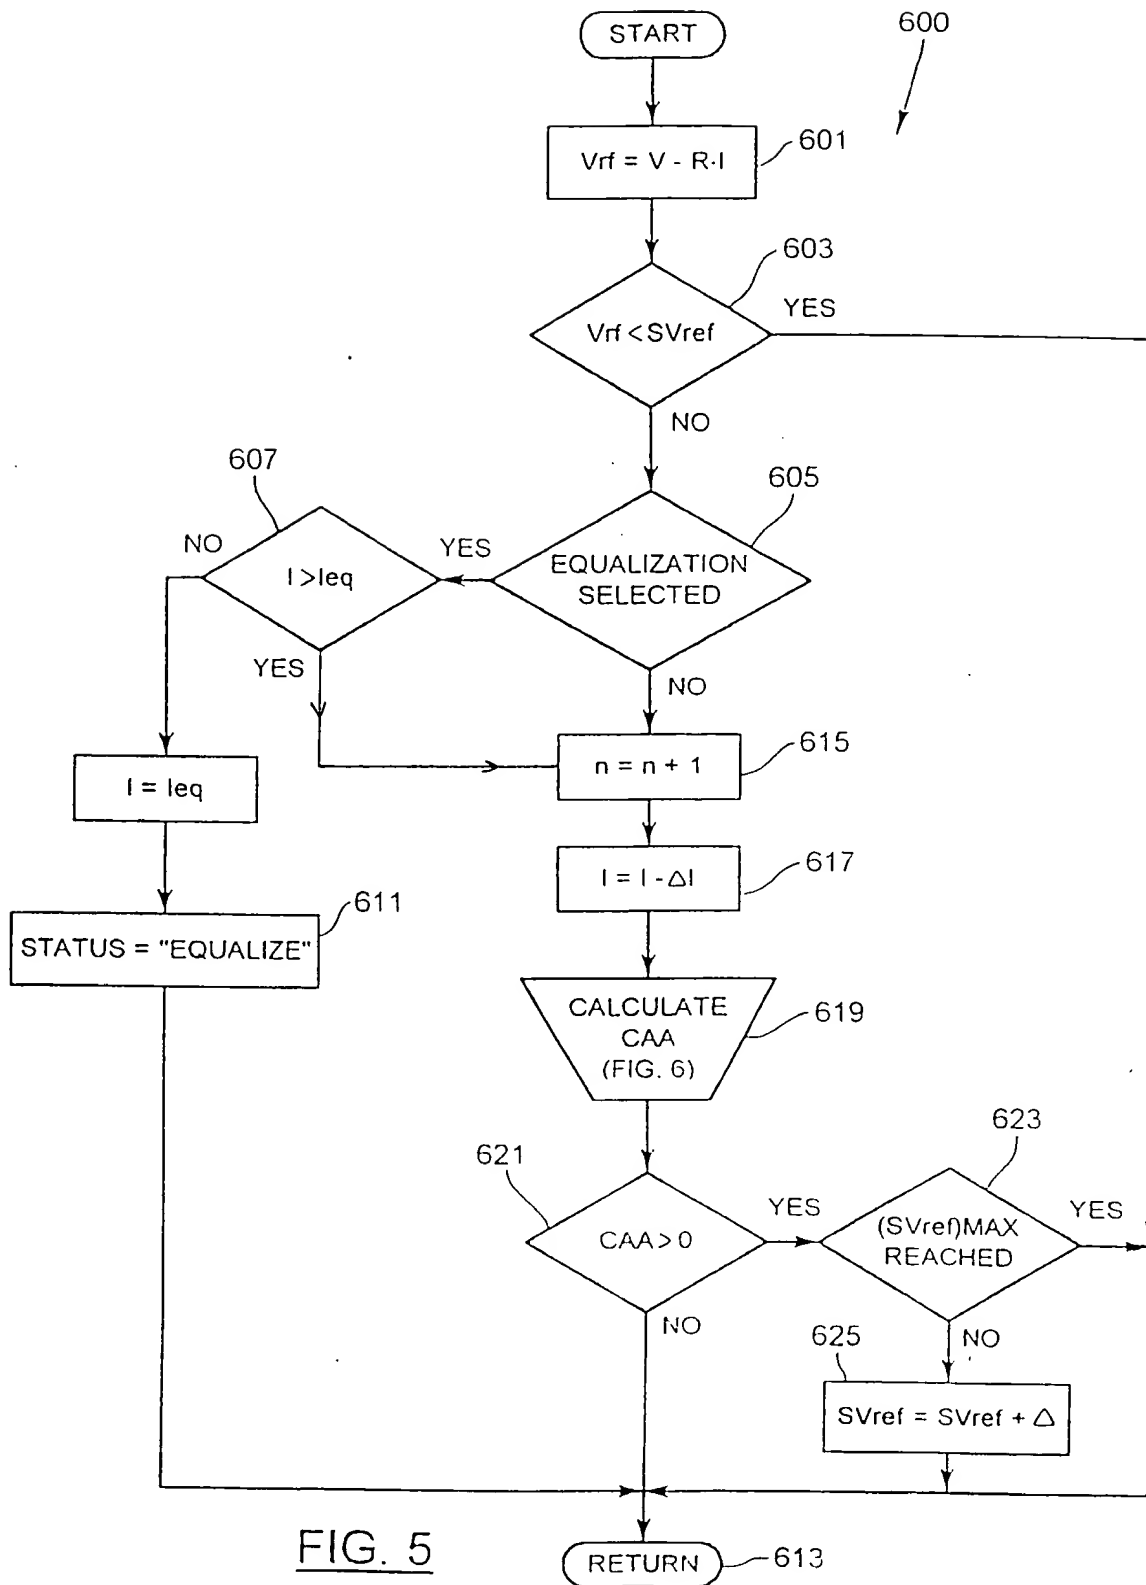 START
600
Vrf = V - R·I
601
603
Vrf < SVref
YES
NO
607
605
NO
I > Ieq
YES
EQUALIZATION
SELECTED
YES
NO
I = Ieq
n = n + 1
615
I = I - ΔI
617
611
STATUS = "EQUALIZE"
CALCULATE
CAA
(FIG. 6)
619
621
623
CAA > 0
YES
(SVref)MAX
REACHED
YES
NO
625
NO
SVref = SVref + Δ
FIG. 5
RETURN
613